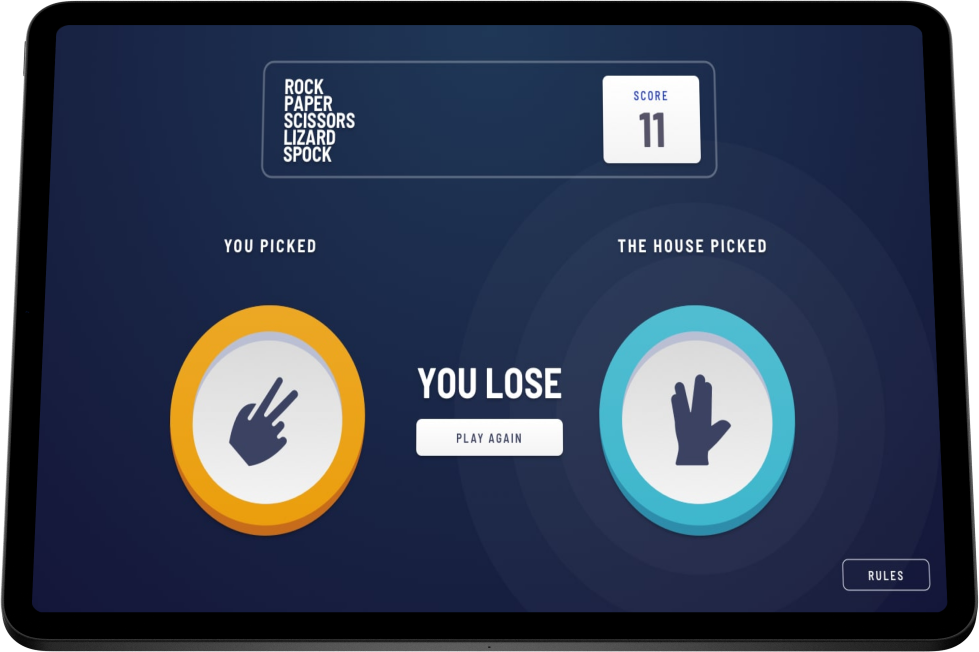 ROCK
PAPER
SCISSORS
LIZARD
SPOCK
SCORE
11
YOU PICKED
THE HOUSE PICKED
YOU LOSE
PLAY AGAIN
RULES